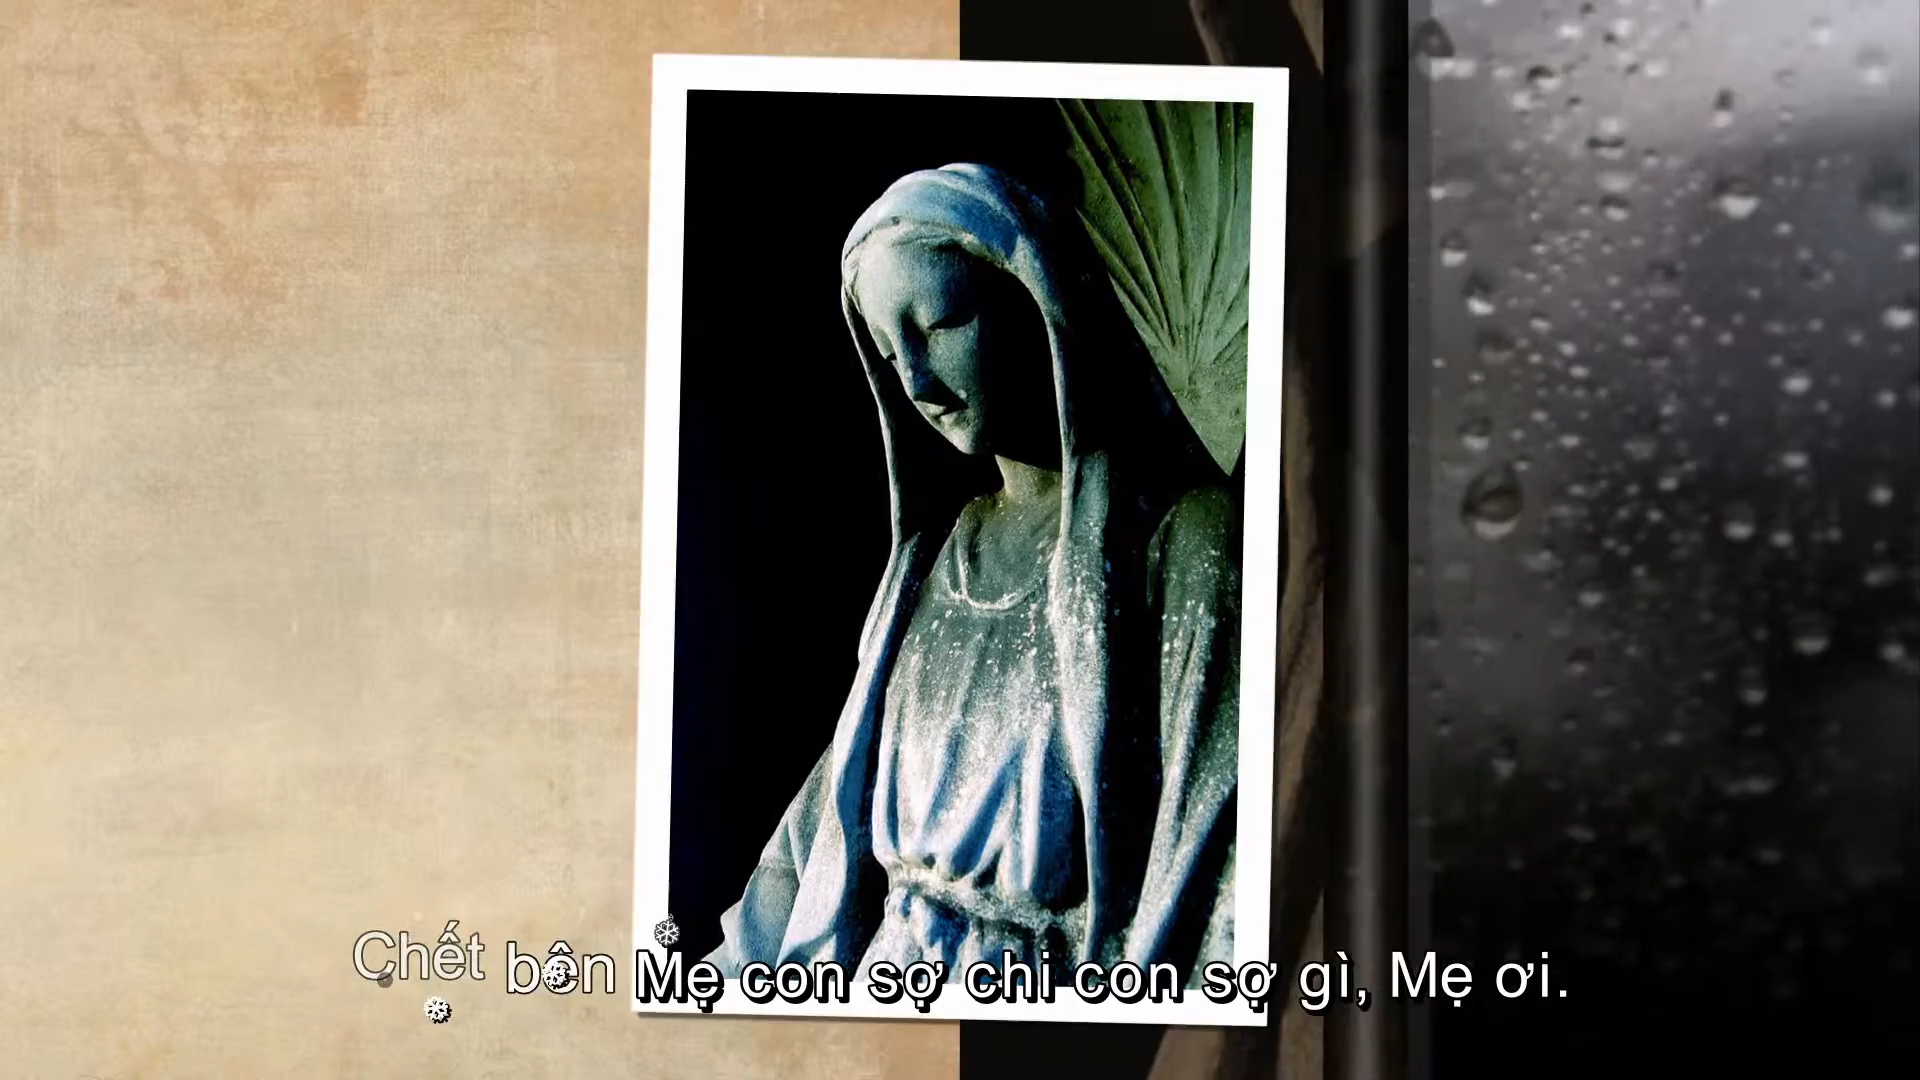 Chết bên Mẹ con sợ chi con sợ gì, Mẹ ơi.